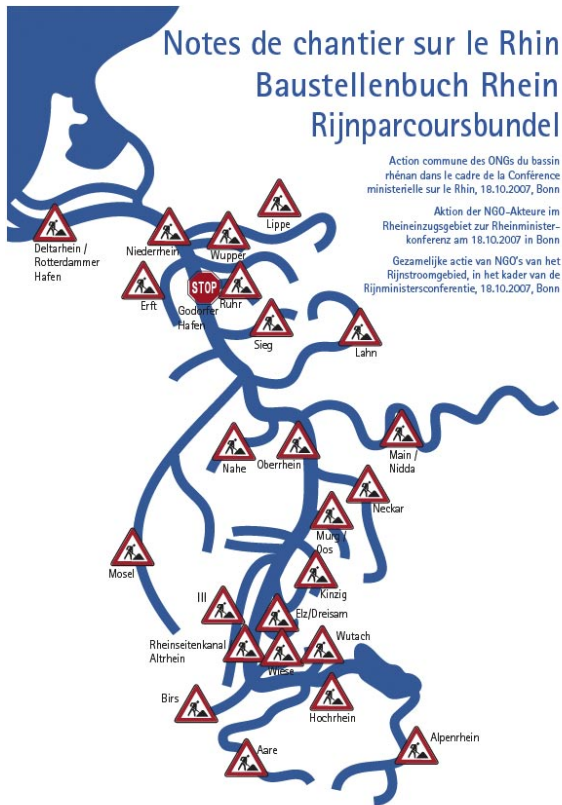 Notes de chantier sur le Rhin
Baustellenbuch Rhein
Rijnparcoursbundel
Action commune des ONGs du bassin
rhénan dans le cadre de la Conférence
ministerielle sur le Rhin, 18.10.2007, Bonn
Aktion der NGO-Akteure im
Rheineinzugsgebiet zur Rheinminister-
konferenz am 18.10.2007 in Bonn
Gezamelijke actie van NGO's van het
Rijnstroomgebied, in het kader van de
Rijnministersconferentie, 18.10.2007, Bonn
Lippe
Deltarhein /
Rotterdammer
Hafen
Niederrhein
Wupper
Erft
STOP
Godorfer
Hafen
Ruhr
Sieg
Lahn
Nahe
Oberrhein
Main /
Nidda
Neckar
Murg /
Oos
Mosel
Kinzig
Ill
Elz/Dreisam
Rheinseitenkanal
Altrhein
Wiese
Wutach
Birs
Hochrhein
Aare
Alpenrhein